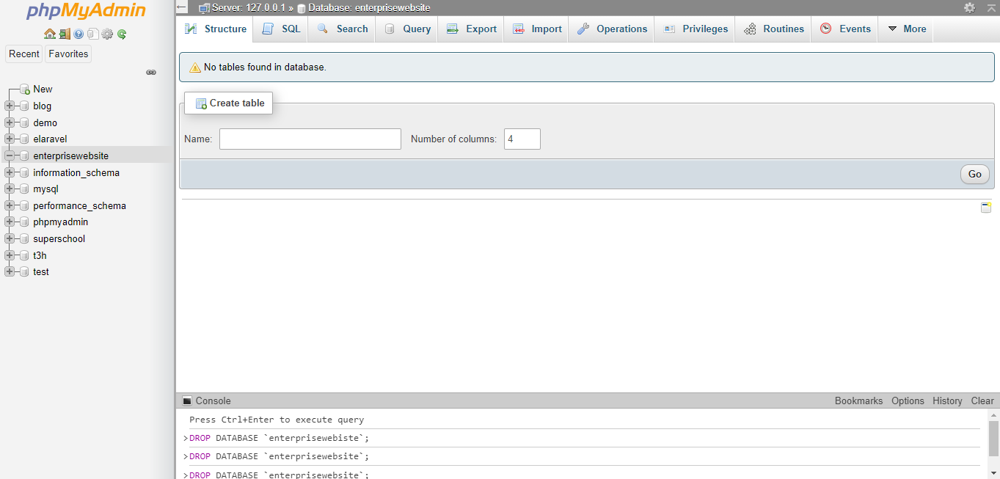 phpMyAdmin
Recent Favorites
New
blog
demo
elaravel
enterprisewebsite
information_schema
mysql
performance_schema
phpmyadmin
superschool
t3h
test
Server: 127.0.0.1 » Database: enterprisewebsite
Structure SQL Search Query Export Import Operations Privileges Routines Events More
No tables found in database.
Create table
Name: Number of columns: 4
Go
Console Bookmarks Options History Clear
Press Ctrl+Enter to execute query
>DROP DATABASE `enterprisewebiste`;
>DROP DATABASE `enterprisewebsite`;
>DROP DATABASE `enterprisewebsite`;